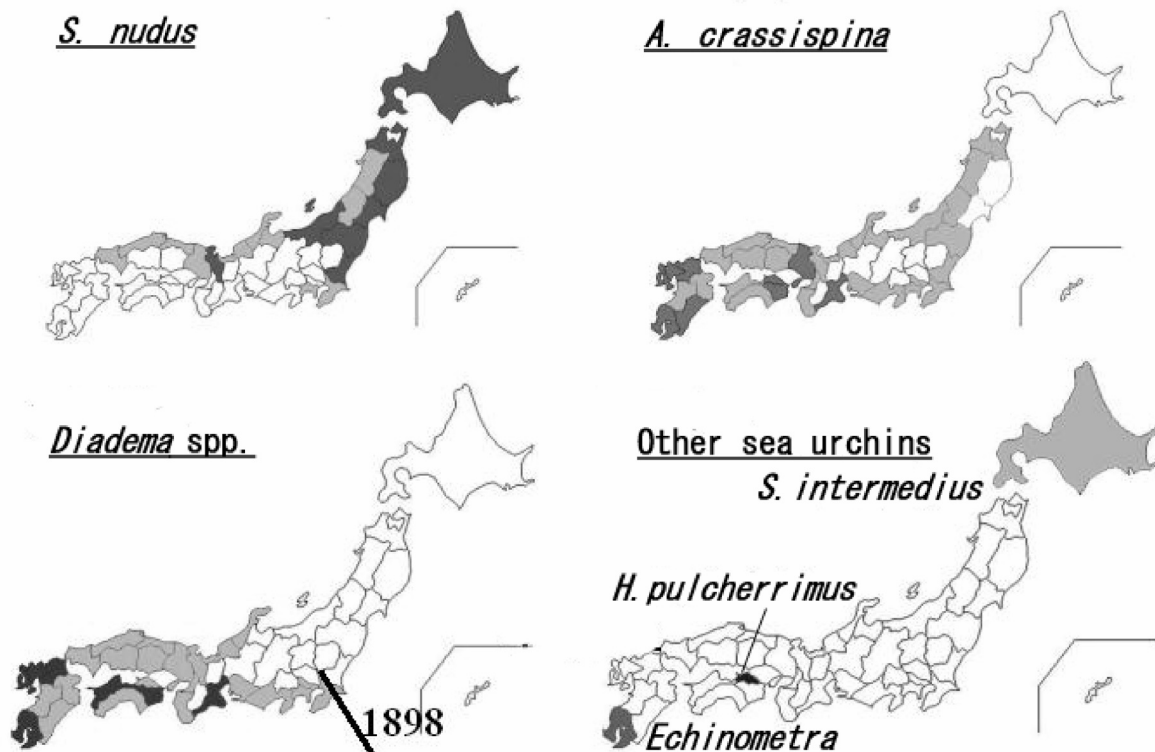 S. nudus
A. crassispina
Diadema spp.
1898
Other sea urchins
S. intermedius
H. pulcherrimus
Echinometra